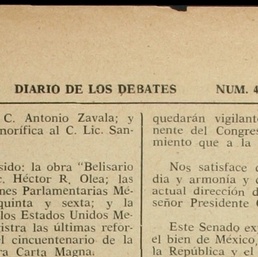 DIARIO DE LOS DEBATES NUM. 4
C. Antonio Zavala; y
norífica al C. Lic. San-
sido: la obra "Belisario
r. Héctor R. Olea; las
nes Parlamentarias Mé-
quinta y sexta; y la
los Estados Unidos Me-
istra las últimas refor-
el cincuentenario de la
ra Carta Magna.
quedarán vigilant
nente del Congres
miento que a la
Nos satisface
dia y armonía y
actual dirección d
señor Presidente
Este Senado ex
el bien de México,
la República y el